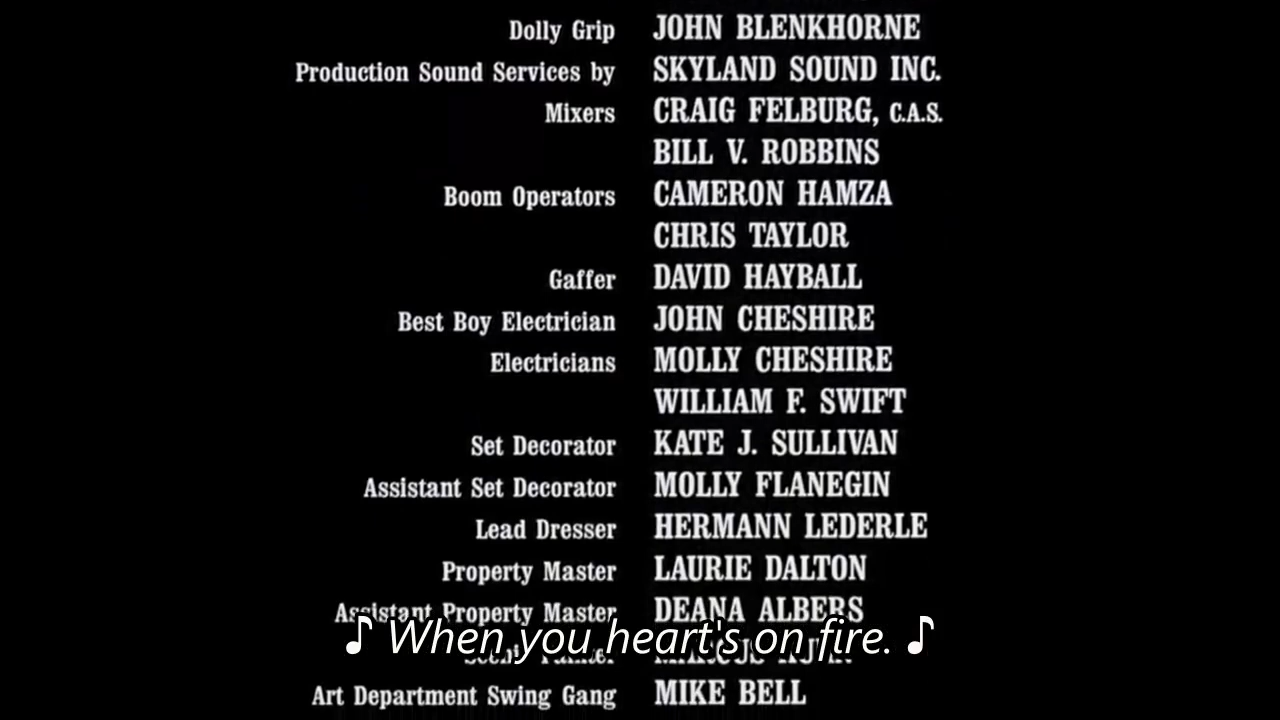 Dolly Grip JOHN BLENKHORNE
Production Sound Services by SKYLAND SOUND INC.
Mixers CRAIG FELBURG, C.A.S.
BILL V. ROBBINS
Boom Operators CAMERON HAMZA
CHRIS TAYLOR
Gaffer DAVID HAYBALL
Best Boy Electrician JOHN CHESHIRE
Electricians MOLLY CHESHIRE
WILLIAM F. SWIFT
Set Decorator KATE J. SULLIVAN
Assistant Set Decorator MOLLY FLANEGIN
Lead Dresser HERMANN LEDERLE
Property Master LAURIE DALTON
Assistant Property Master DEANA ALBERS
♪ When you heart's on fire. ♪
Art Department Swing Gang MIKE BELL